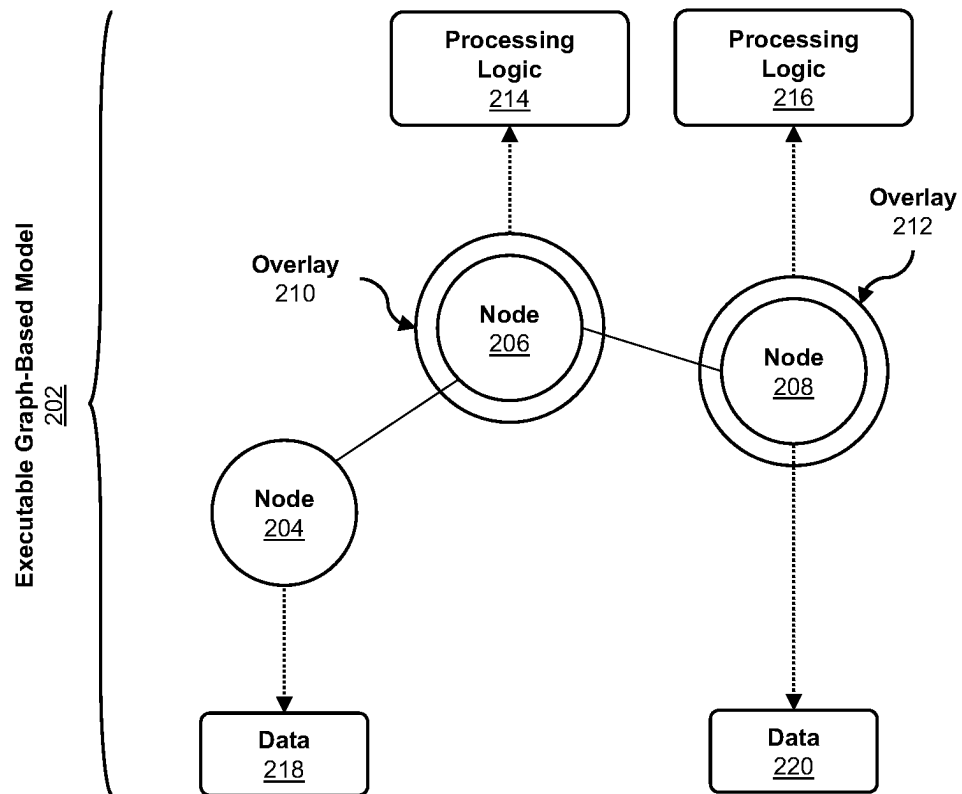 Processing
Logic
214
Processing
Logic
216
Overlay
212
Overlay
210
Node
206
Node
208
Executable Graph-Based Model
202
Node
204
Data
218
Data
220